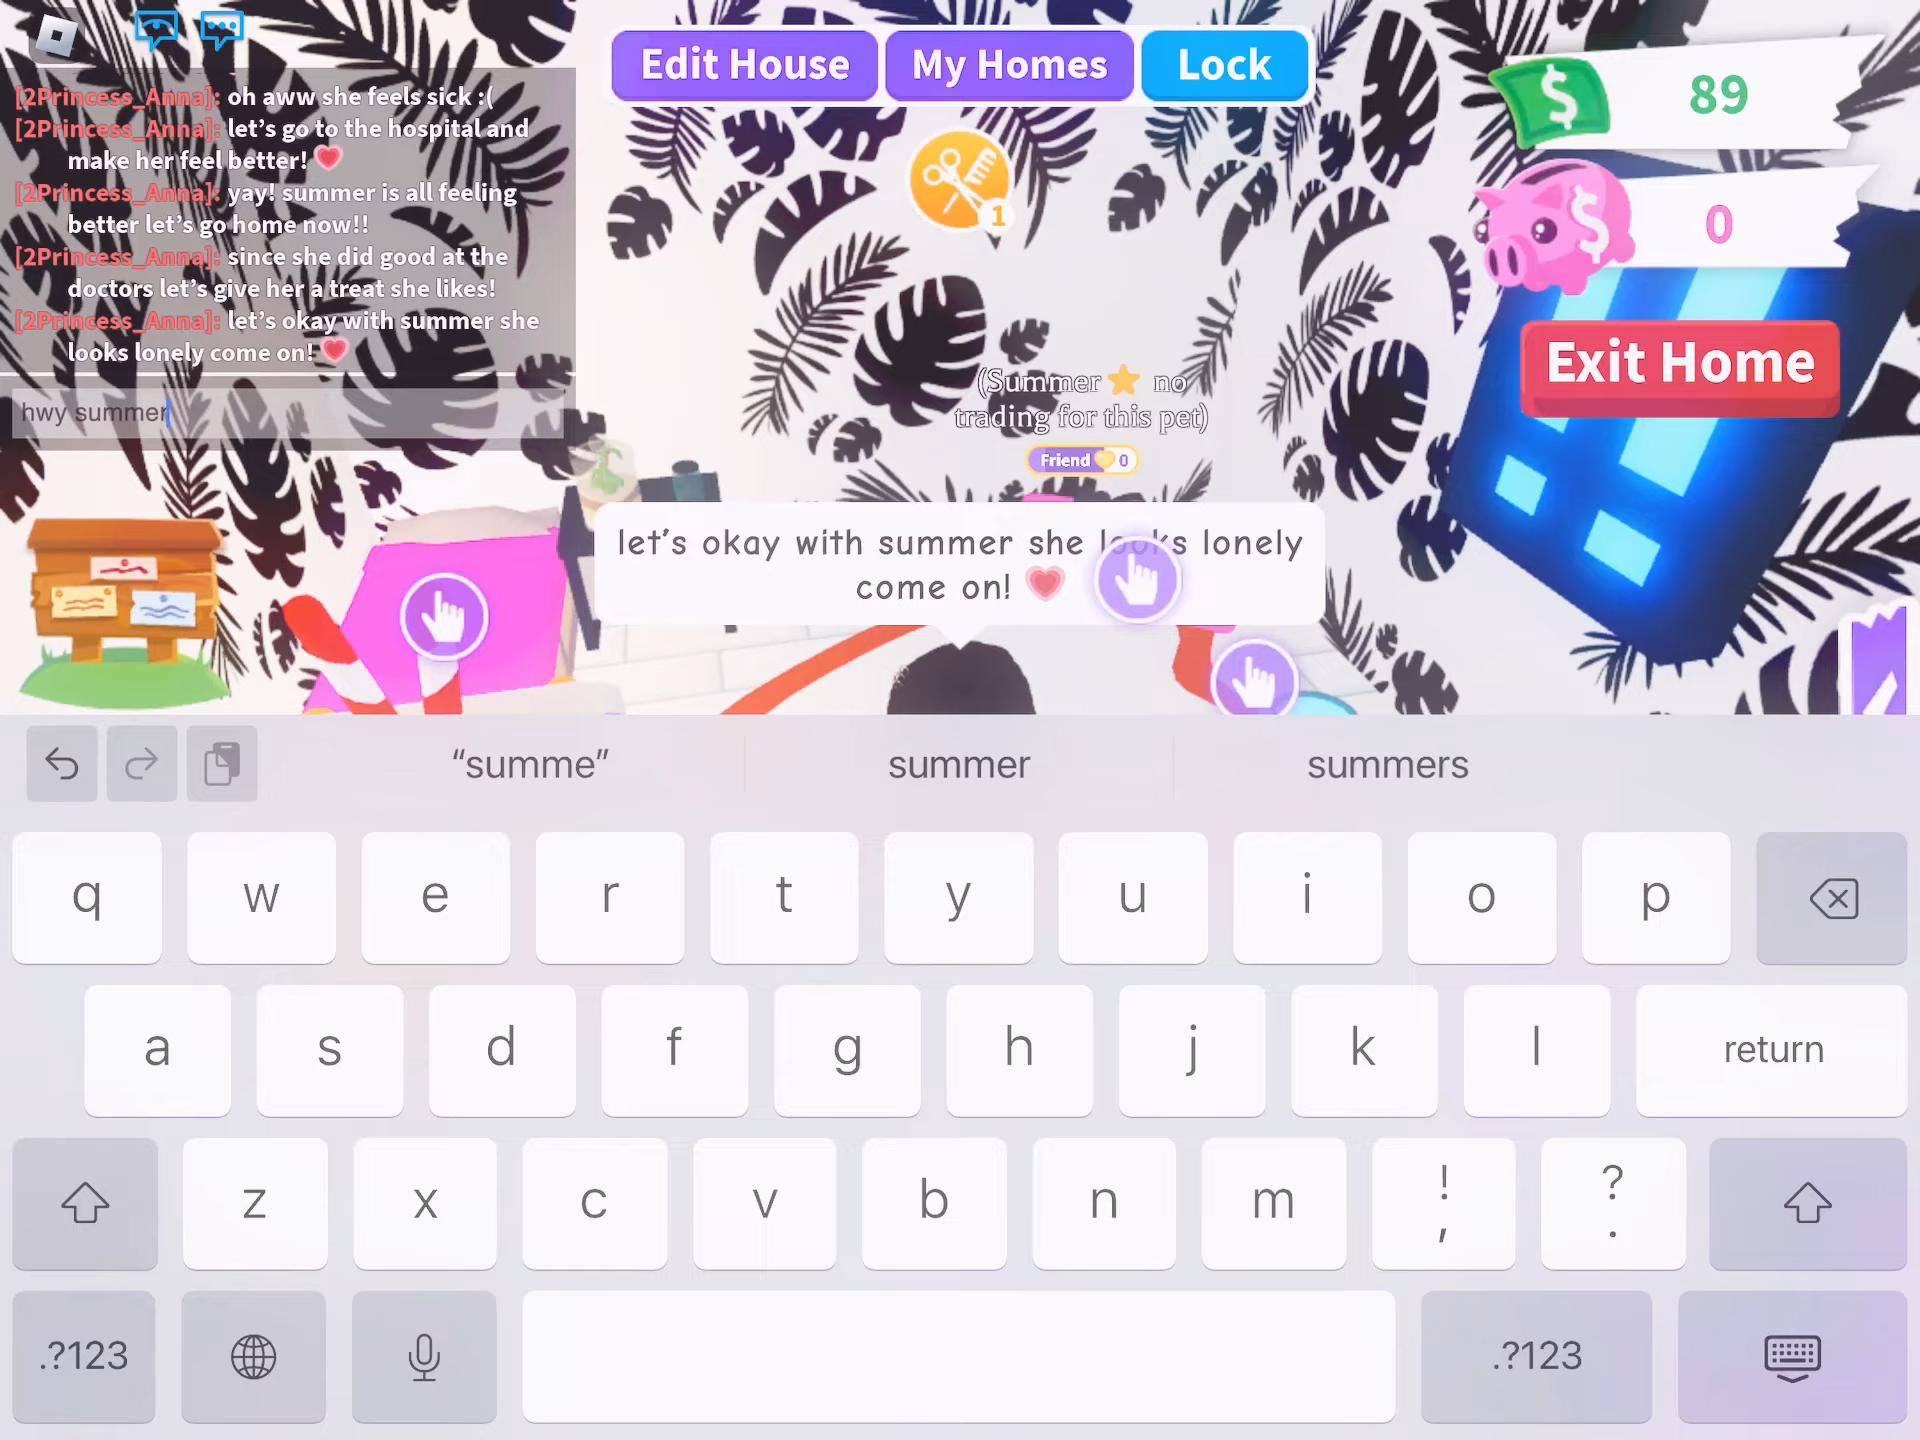 Edit House
My Homes
Lock
89
0
Exit Home
1
[2Princess_Anna]: oh aww she feels sick :(
[2Princess_Anna]: let's go to the hospital and
make her feel better! 💗
[2Princess_Anna]: yay! summer is all feeling
better let's go home now!!
[2Princess_Anna]: since she did good at the
doctors let's give her a treat she likes!
[2Princess_Anna]: let's okay with summer she
looks lonely come on! 💗
hwy summer
(Summer ⭐ no
trading for this pet)
Friend 💛 0
let's okay with summer she looks lonely
come on! 💗
“summe”
summer
summers
q w e r t y u i o p
a s d f g h j k l return
z x c v b n m ! , ? .
.?123 .?123